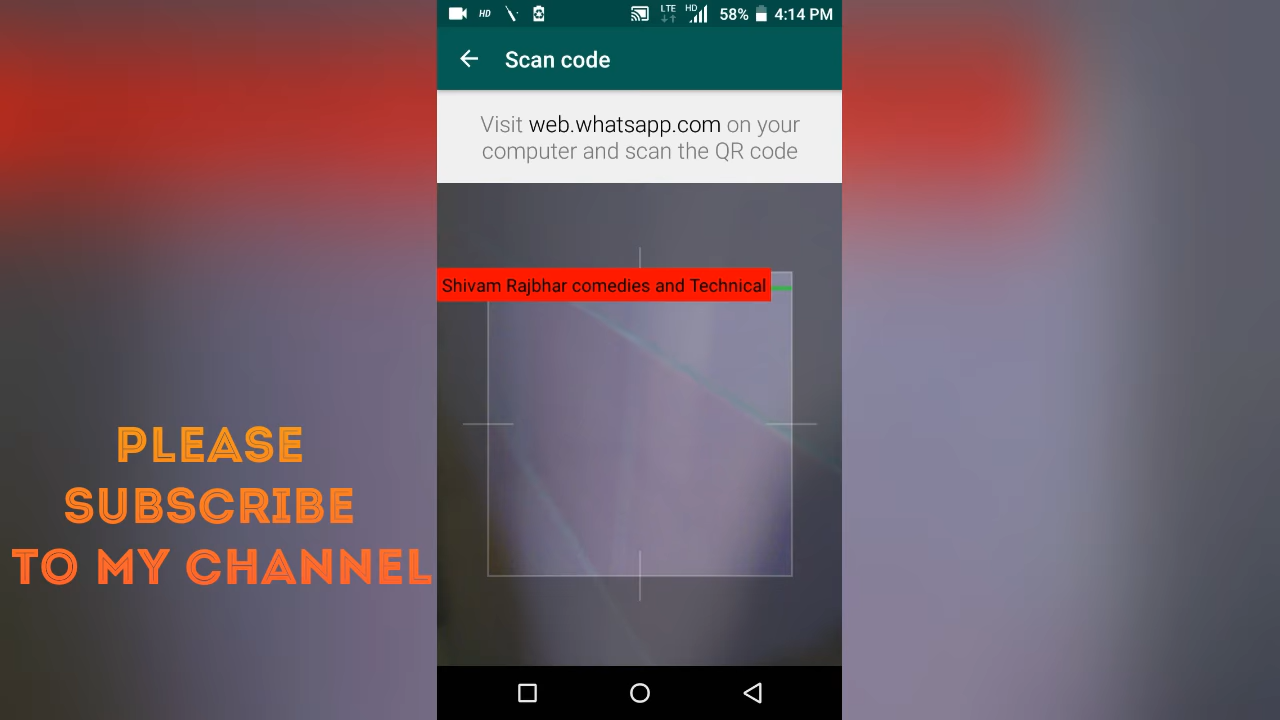 HD LTE HD 58% 4:14 PM
Scan code
Visit web.whatsapp.com on your
computer and scan the QR code
Shivam Rajbhar comedies and Technical
PLEASE
SUBSCRIBE
TO MY CHANNEL